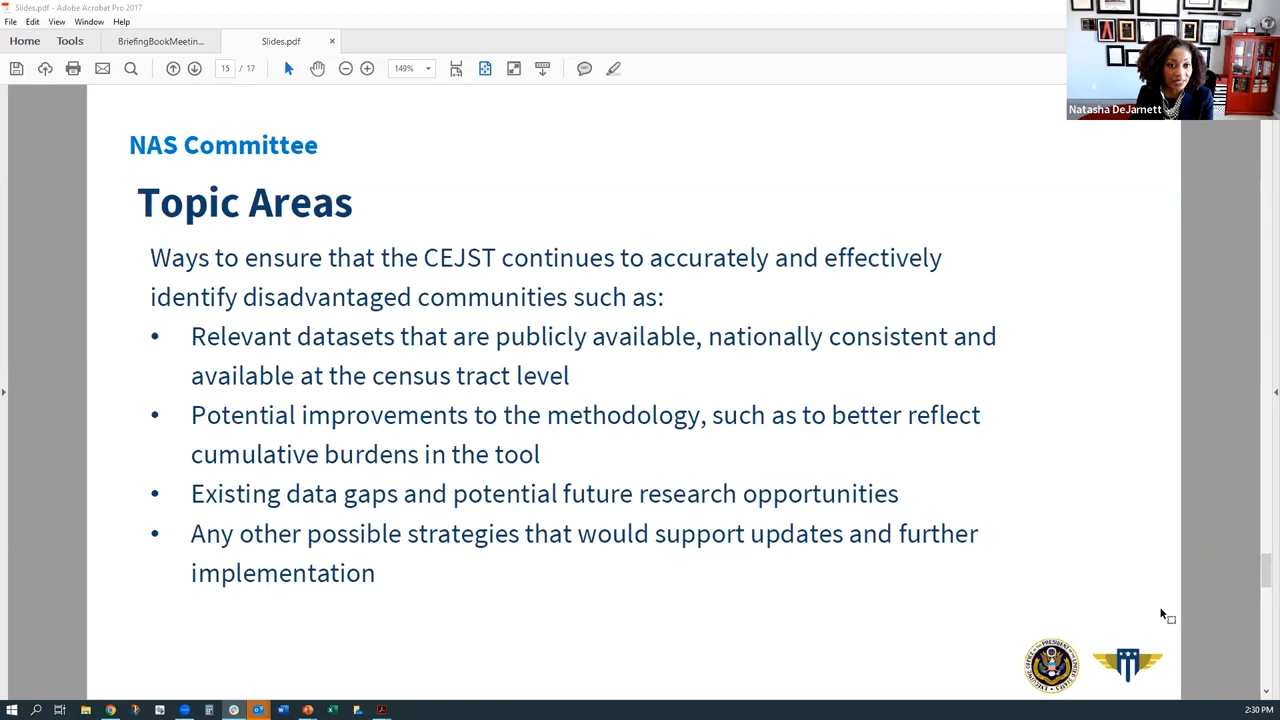 Slides.pdf - Adobe Acrobat Pro 2017
File Edit View Window Help
Home Tools BriefingBookMeetin... Slides.pdf ×
15 / 17 149%
Natasha DeJarnett
NAS Committee
Topic Areas
Ways to ensure that the CEJST continues to accurately and effectively
identify disadvantaged communities such as:
• Relevant datasets that are publicly available, nationally consistent and
available at the census tract level
• Potential improvements to the methodology, such as to better reflect
cumulative burdens in the tool
• Existing data gaps and potential future research opportunities
• Any other possible strategies that would support updates and further
implementation
2:30 PM